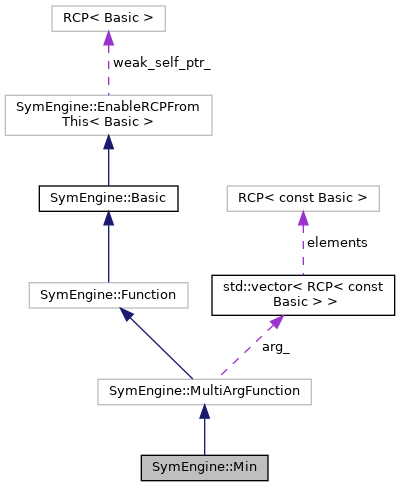 RCP< Basic >
weak_self_ptr_
SymEngine::EnableRCPFrom
This< Basic >
SymEngine::Basic
RCP< const Basic >
elements
SymEngine::Function
std::vector< RCP< const
Basic > >
arg_
SymEngine::MultiArgFunction
SymEngine::Min